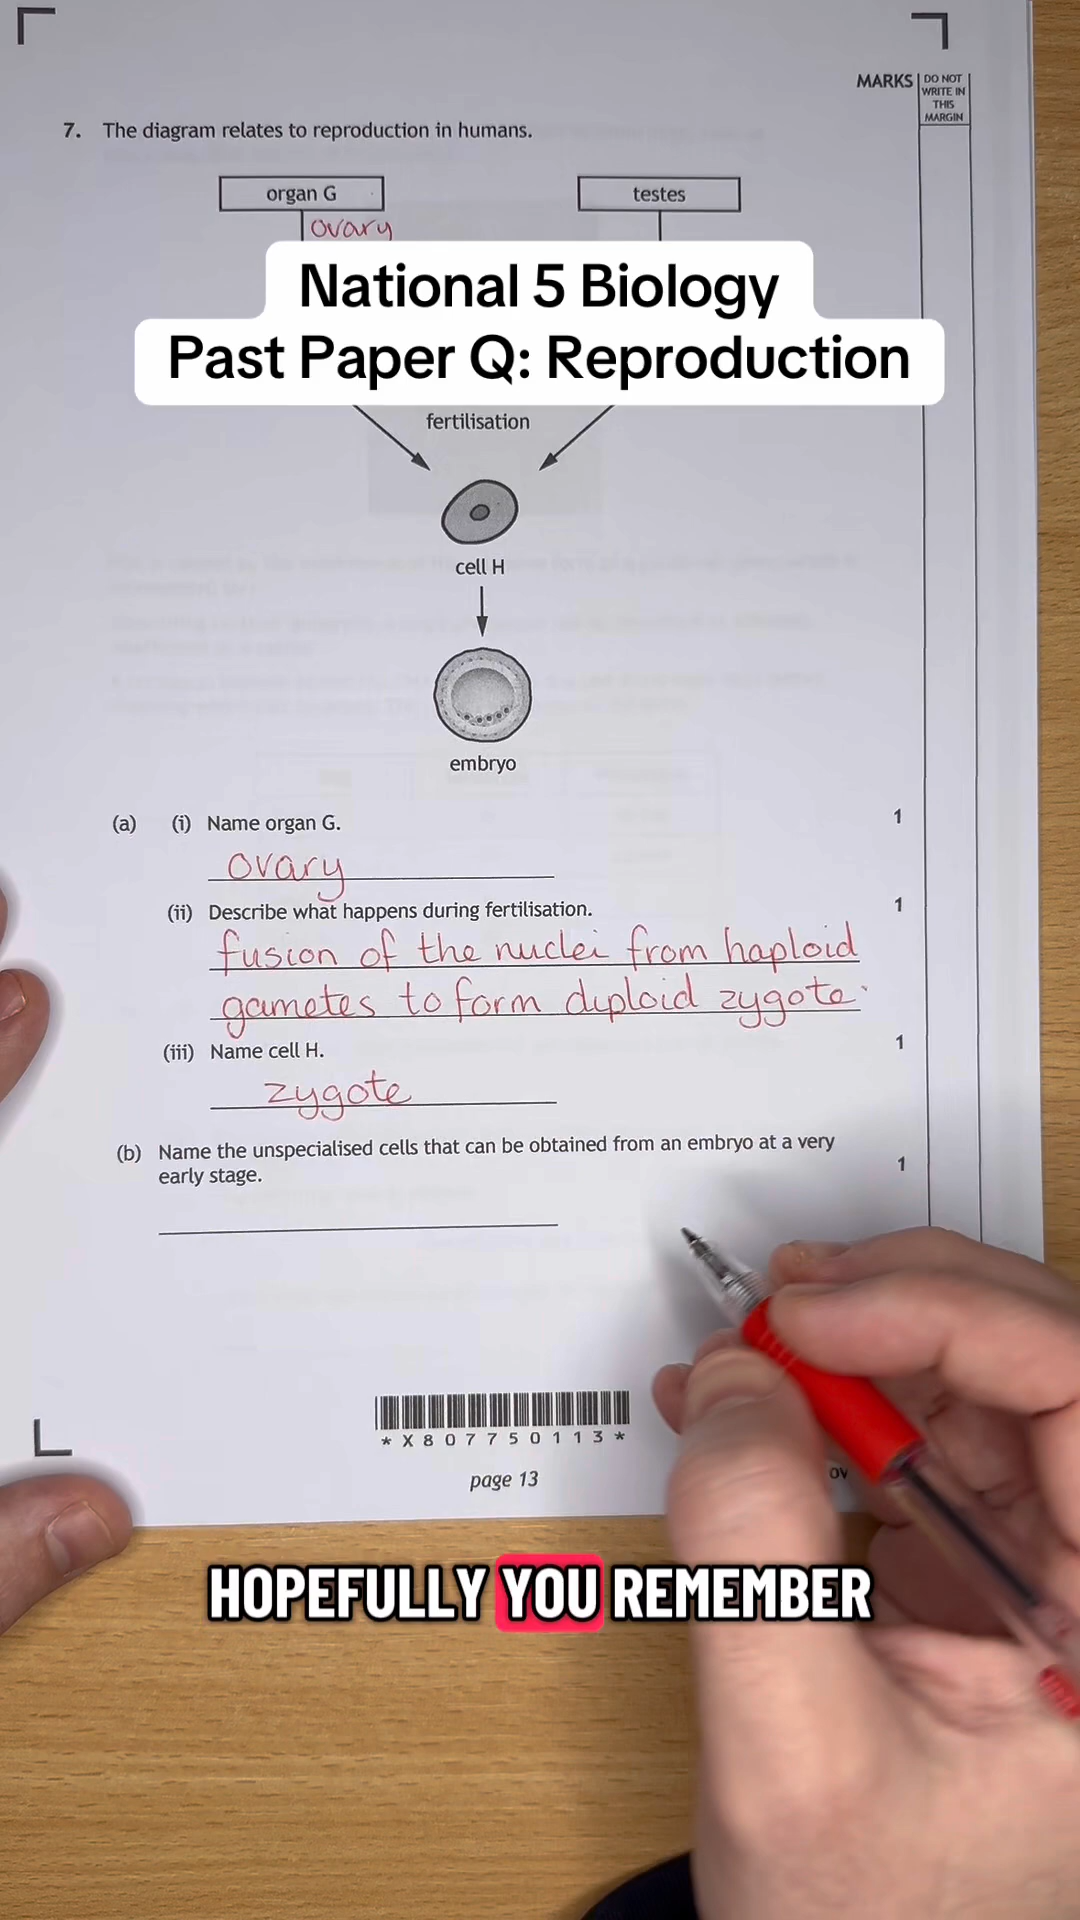 MARKS
DO NOT
WRITE IN
THIS
MARGIN
7. The diagram relates to reproduction in humans.
organ G
testes
ovary
National 5 Biology
Past Paper Q: Reproduction
fertilisation
cell H
embryo
(a) (i) Name organ G. 1
ovary
(ii) Describe what happens during fertilisation. 1
fusion of the nuclei from haploid
gametes to form diploid zygote.
(iii) Name cell H. 1
zygote
(b) Name the unspecialised cells that can be obtained from an embryo at a very
early stage. 1
* X 8 0 7 7 5 0 1 1 3 *
page 13
OV
HOPEFULLY YOU REMEMBER